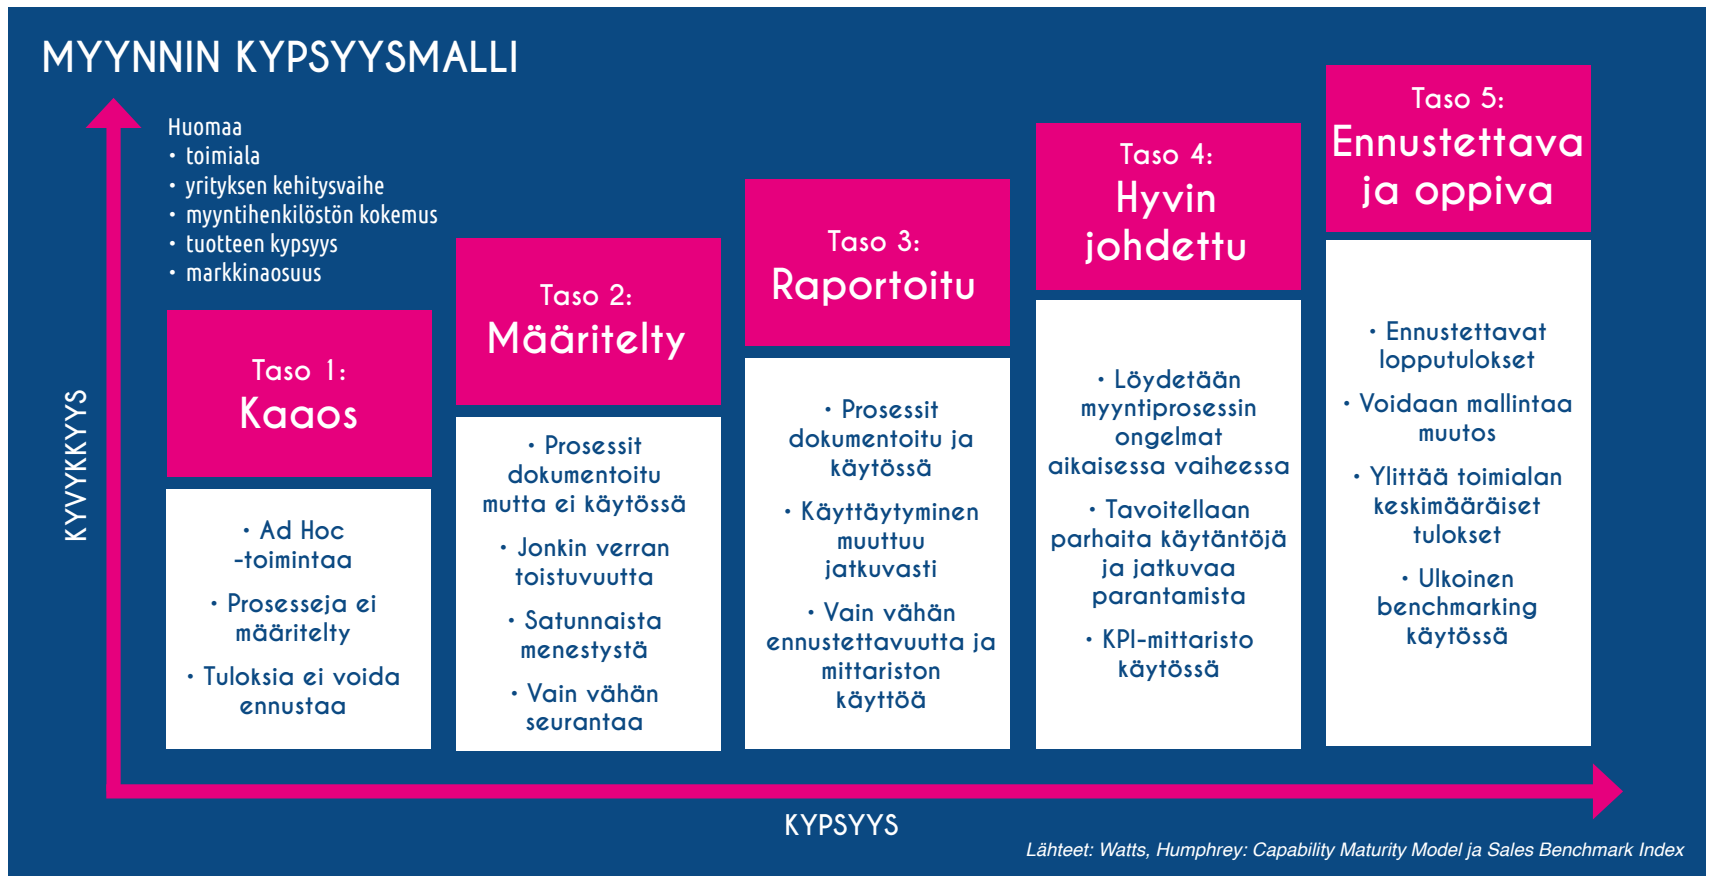 MYYNNIN KYPSYYSMALLI
Huomaa
• toimiala
• yrityksen kehitysvaihe
• myyntihenkilöstön kokemus
• tuotteen kypsyys
• markkinaosuus
KYVYKKYYS
Taso 1:
Kaaos
• Ad Hoc
-toimintaa
• Prosesseja ei
määritelty
• Tuloksia ei voida
ennustaa
Taso 2:
Määritelty
• Prosessit
dokumentoitu
mutta ei käytössä
• Jonkin verran
toistuvuutta
• Satunnaista
menestystä
• Vain vähän
seurantaa
Taso 3:
Raportoitu
• Prosessit
dokumentoitu ja
käytössä
• Käyttäytyminen
muuttuu
jatkuvasti
• Vain vähän
ennustettavuutta ja
mittariston
käyttöä
Taso 4:
Hyvin
johdettu
• Löydetään
myyntiprosessin
ongelmat
aikaisessa vaiheessa
• Tavoitellaan
parhaita käytäntöjä
ja jatkuvaa
parantamista
• KPI-mittaristo
käytössä
Taso 5:
Ennustettava
ja oppiva
• Ennustettavat
lopputulokset
• Voidaan mallintaa
muutos
• Ylittää toimialan
keskimääräiset
tulokset
• Ulkoinen
benchmarking
käytössä
KYPSYYS
Lähteet: Watts, Humphrey: Capability Maturity Model ja Sales Benchmark Index